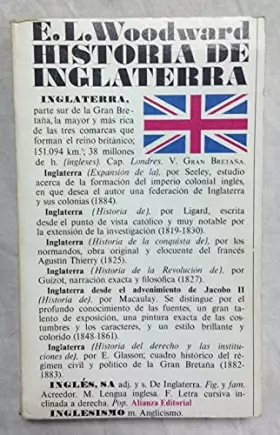 E. L. Woodward
HISTORIA DE
INGLATERRA
INGLATERRA,
parte sur de la Gran Bre-
taña, la mayor y más rica
de las tres comarcas que
forman el reino británico;
151.094 km.²; 38 millones
de h. (ingleses). Cap. Londres. V. GRAN BRETAÑA.
Inglaterra (Expansión de la), por Seeley, estudio
acerca de la formación del imperio colonial inglés,
en que desea el autor una federación de Inglaterra
y sus colonias (1884).
Inglaterra (Historia de), por Ligard, escrita
desde el punto de vista católico y muy notable por
la extensión de la investigación (1819-1830).
Inglaterra (Historia de la conquista de), por los
normandos, obra original y elocuente del francés
Agustín Thierry (1825).
Inglaterra (Historia de la Revolución de), por
Guizot, narración exacta y filosófica (1827).
Inglaterra desde el advenimiento de Jacobo II
(Historia de), por Macaulay. Se distingue por el
profundo conocimiento de las fuentes, un gran ta-
lento de exposición, una pintura exacta de las cos-
tumbres y los caracteres, y un estilo brillante y
colorido (1848-1861).
Inglaterra (Historia del derecho y las institucio-
nes de), por E. Glasson; cuadro histórico del ré-
gimen civil y político de la Gran Bretaña (1882-
1883).
INGLÉS, SA adj. y s. De Inglaterra. Fig. y fam.
Acreedor. M. Lengua inglesa. F. Letra cursiva in-
clinada a derecha. Pop. Alianza Editorial
INGLESISMO m. Anglicismo.